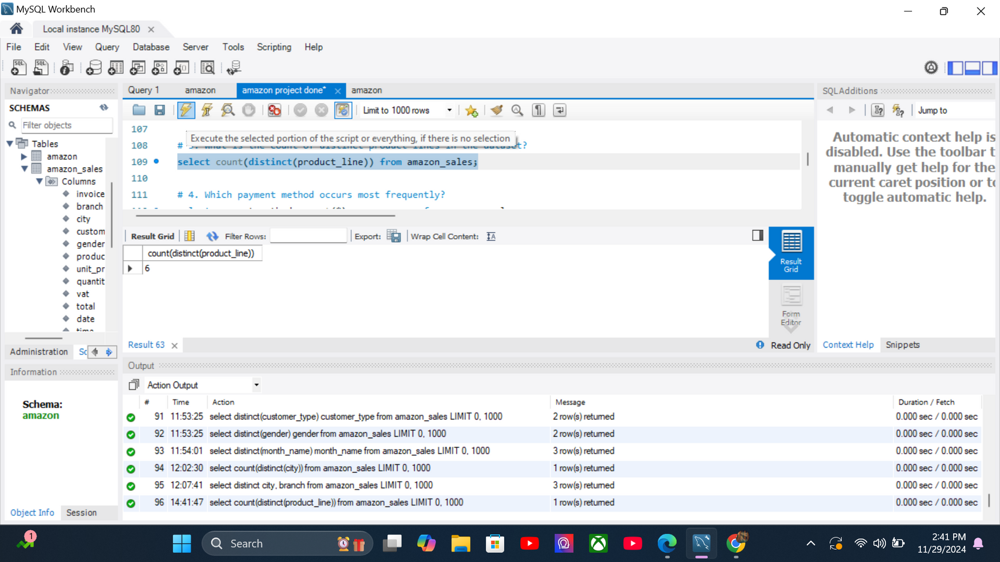 MySQL Workbench
Local instance MySQL80
File Edit View Query Database Server Tools Scripting Help
Navigator
SCHEMAS
Filter objects
Tables
amazon
amazon_sales
Columns
invoice
branch
city
custom
gender
produc
unit_pr
quantit
vat
total
date
time
Administration Sc
Information
Schema:
amazon
Object Info Session
Query 1 amazon amazon project done* amazon
Limit to 1000 rows
107
Execute the selected portion of the script or everything, if there is no selection
108 # 3. What is the count of distinct product lines in the dataset?
109 select count(distinct(product_line)) from amazon_sales;
110
111 # 4. Which payment method occurs most frequently?
Result Grid Filter Rows: Export: Wrap Cell Content:
count(distinct(product_line))
6
Result Grid
Form Editor
Result 63
Read Only
SQLAdditions
Jump to
Automatic context help is
disabled. Use the toolbar t
manually get help for the
current caret position or to
toggle automatic help.
Context Help Snippets
Output
Action Output
# Time Action Message Duration / Fetch
91 11:53:25 select distinct(customer_type) customer_type from amazon_sales LIMIT 0, 1000 2 row(s) returned 0.000 sec / 0.000 sec
92 11:53:25 select distinct(gender) gender from amazon_sales LIMIT 0, 1000 2 row(s) returned 0.000 sec / 0.000 sec
93 11:54:01 select distinct(month_name) month_name from amazon_sales LIMIT 0, 1000 3 row(s) returned 0.000 sec / 0.000 sec
94 12:02:30 select count(distinct(city)) from amazon_sales LIMIT 0, 1000 1 row(s) returned 0.000 sec / 0.000 sec
95 12:07:41 select distinct city, branch from amazon_sales LIMIT 0, 1000 3 row(s) returned 0.000 sec / 0.000 sec
96 14:41:47 select count(distinct(product_line)) from amazon_sales LIMIT 0, 1000 1 row(s) returned 0.000 sec / 0.000 sec
1
Search
2:41 PM
11/29/2024